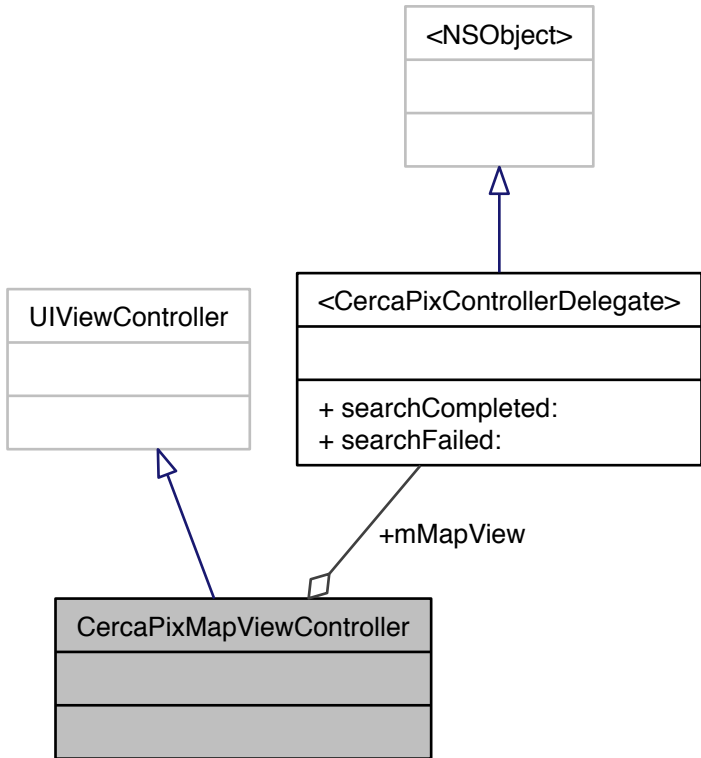 <NSObject>
UIViewController
<CercaPixControllerDelegate>
+ searchCompleted:
+ searchFailed:
+mMapView
CercaPixMapViewController